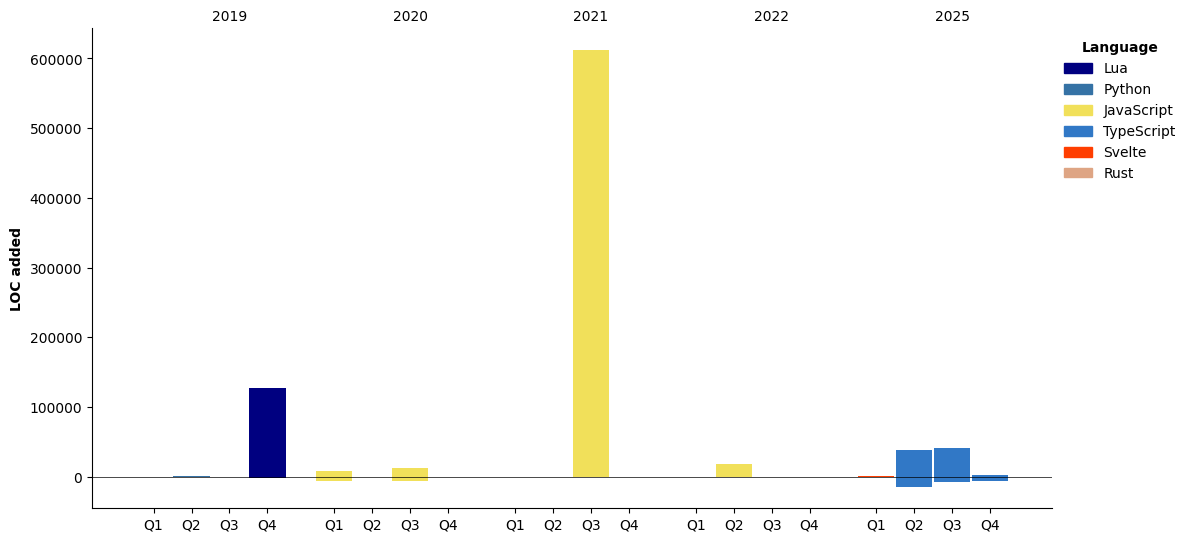 2019 2020 2021 2022 2025
Language
Lua
Python
JavaScript
TypeScript
Svelte
Rust
LOC added
600000
500000
400000
300000
200000
100000
0
Q1 Q2 Q3 Q4 Q1 Q2 Q3 Q4 Q1 Q2 Q3 Q4 Q1 Q2 Q3 Q4 Q1 Q2 Q3 Q4